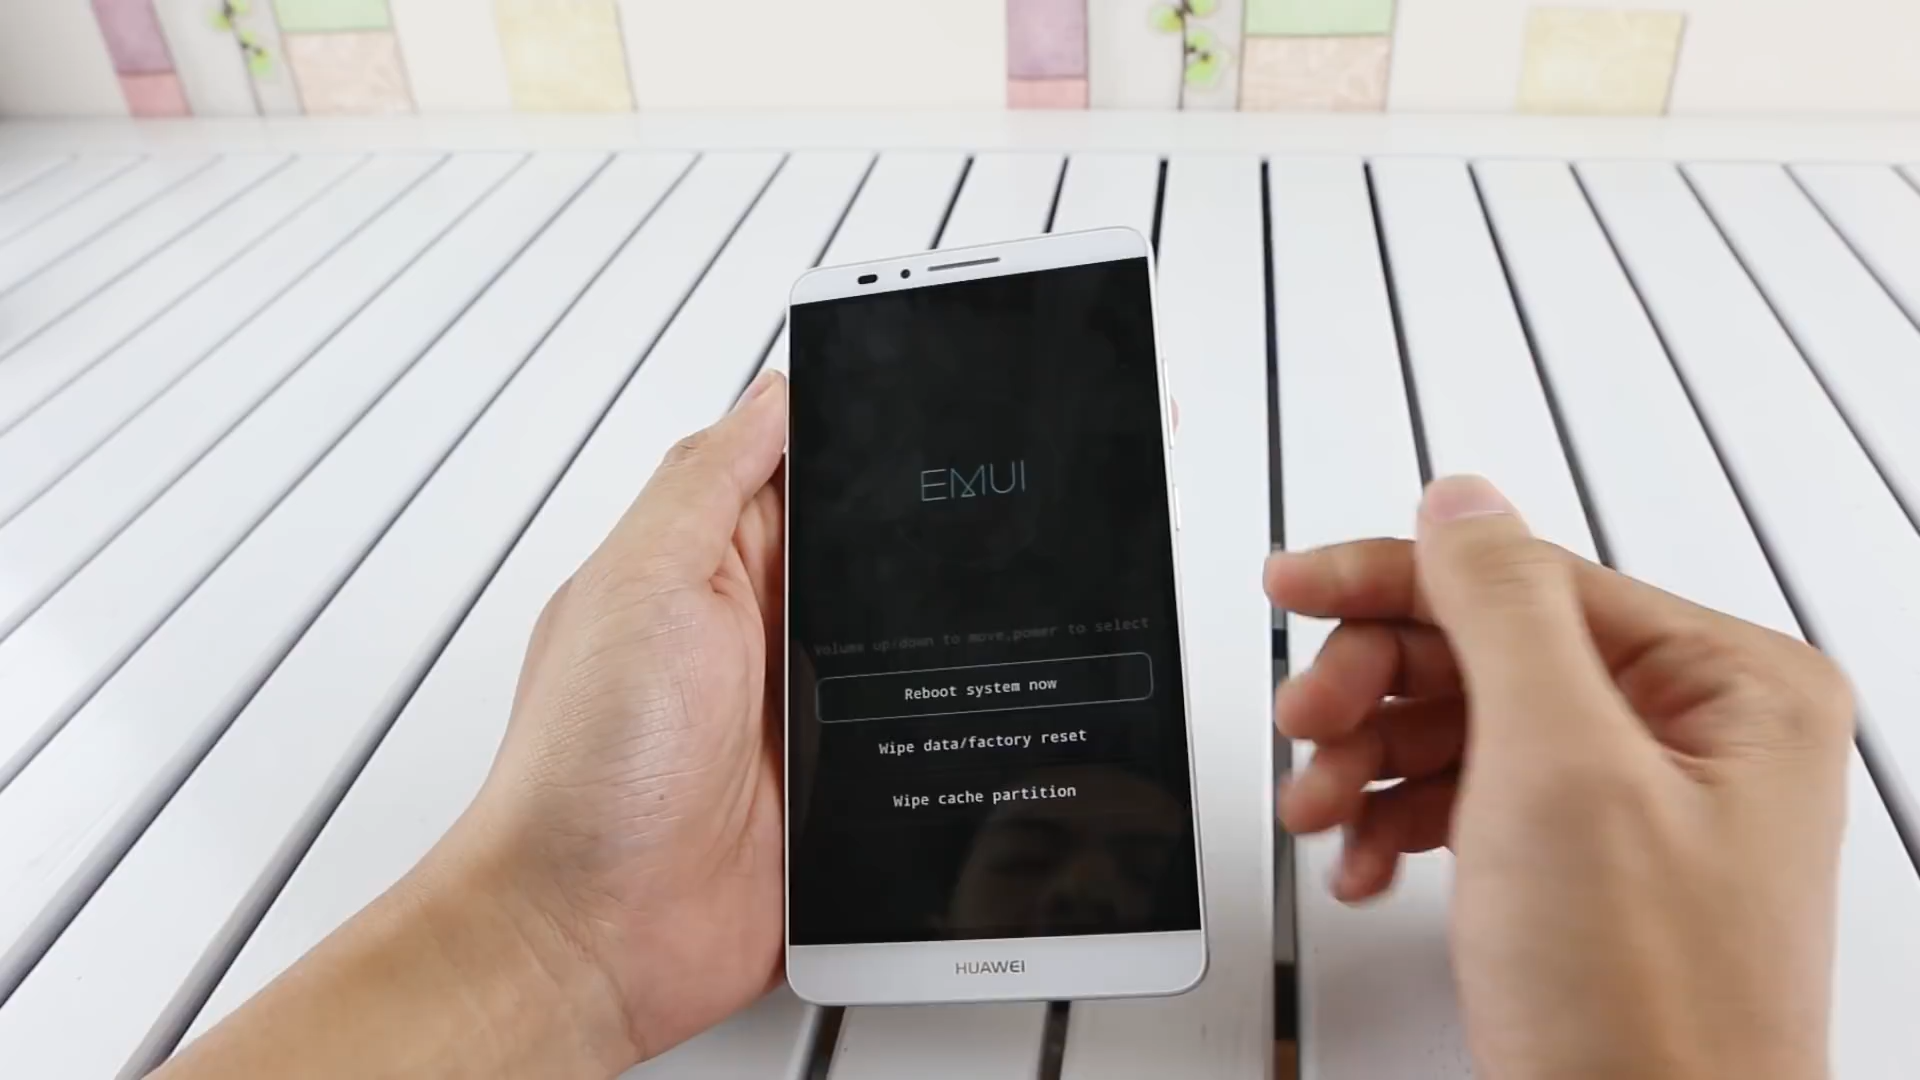 EMUI
Volume up/down to move,power to select
Reboot system now
Wipe data/factory reset
Wipe cache partition
HUAWEI